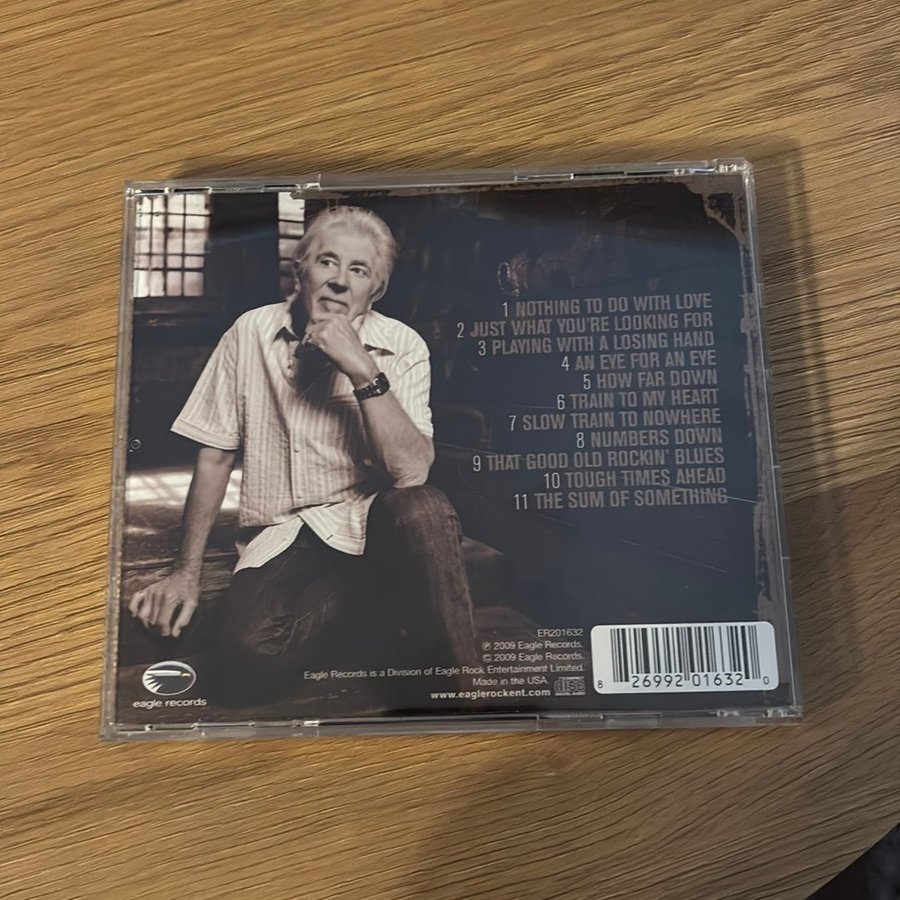 1 NOTHING TO DO WITH LOVE
2 JUST WHAT YOU'RE LOOKING FOR
3 PLAYING WITH A LOSING HAND
4 AN EYE FOR AN EYE
5 HOW FAR DOWN
6 TRAIN TO MY HEART
7 SLOW TRAIN TO NOWHERE
8 NUMBERS DOWN
9 THAT GOOD OLD ROCKIN' BLUES
10 TOUGH TIMES AHEAD
11 THE SUM OF SOMETHING
ER201632
℗ 2009 Eagle Records.
© 2009 Eagle Records.
Eagle Records is a Division of Eagle Rock Entertainment Limited.
Made in the USA.
www.eaglerockent.com
COMPACT
disc
eagle records
8 26992 01632 0